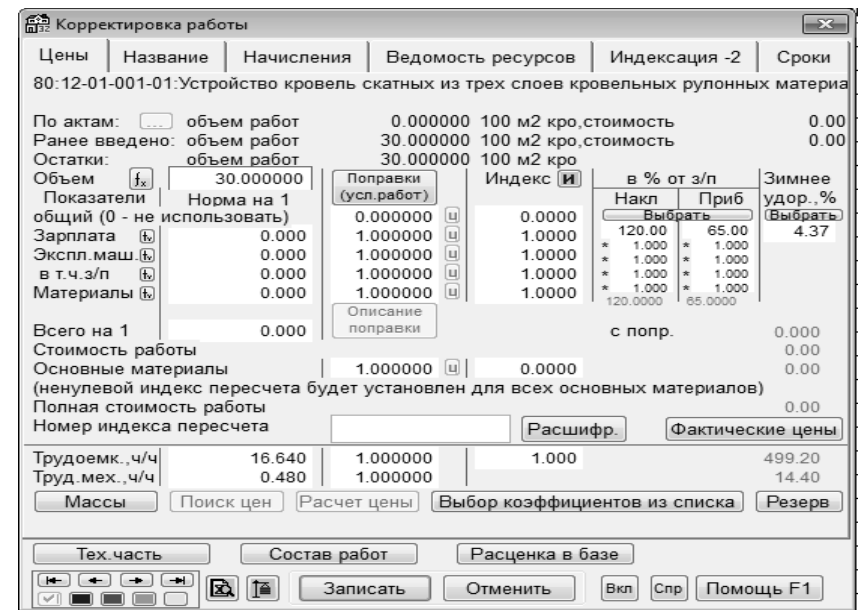 Корректировка работы
Цены Название Начисления Ведомость ресурсов Индексация -2 Сроки
80:12-01-001-01:Устройство кровель скатных из трех слоев кровельных рулонных материа
По актам: ... объем работ 0.000000 100 м2 кро,стоимость 0.00
Ранее введено: объем работ 30.000000 100 м2 кро,стоимость 0.00
Остатки: объем работ 30.000000 100 м2 кро
Объем fx 30.000000 Поправки Индекс И в % от з/п Зимнее
Показатели Норма на 1 (усл.работ) Накл Приб удор.,%
общий (0 - не использовать) 0.000000 ц 0.0000 Выбрать (Выбрать)
Зарплата fx 0.000 1.000000 ц 1.0000 120.00 65.00 4.37
Экспл.маш. fx 0.000 1.000000 ц 1.0000 * 1.000 * 1.000
в т.ч.з/п fx 0.000 1.000000 ц 1.0000 * 1.000 * 1.000
* 1.000 * 1.000
Материалы fx 0.000 1.000000 ц 1.0000 * 1.000 * 1.000
120.0000 65.0000
Описание
Всего на 1 0.000 поправки с попр. 0.000
Стоимость работы 0.00
Основные материалы 1.000000 ц 0.0000 0.00
(ненулевой индекс пересчета будет установлен для всех основных материалов)
Полная стоимость работы 0.00
Номер индекса пересчета Расшифр. Фактические цены
Трудоемк.,ч/ч 16.640 1.000000 1.000 499.20
Труд.мех.,ч/ч 0.480 1.000000 14.40
Массы Поиск цен Расчет цены Выбор коэффициентов из списка Резерв
Тех.часть Состав работ Расценка в базе
Записать Отменить Вкл Спр Помощь F1